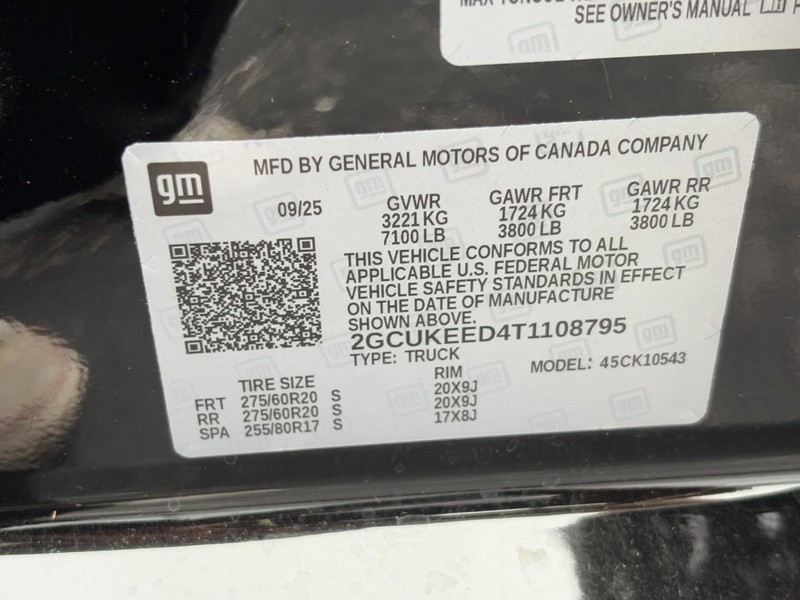 SEE OWNER'S MANUAL
gm
MFD BY GENERAL MOTORS OF CANADA COMPANY
09/25
GVWR GAWR FRT GAWR RR
3221 KG 1724 KG 1724 KG
7100 LB 3800 LB 3800 LB
THIS VEHICLE CONFORMS TO ALL
APPLICABLE U.S. FEDERAL MOTOR
VEHICLE SAFETY STANDARDS IN EFFECT
ON THE DATE OF MANUFACTURE
SHOWN ABOVE.
2GCUKEED4T1108795
TYPE: TRUCK MODEL: 45CK10543
TIRE SIZE RIM
FRT 275/60R20 S 20X9J
RR 275/60R20 S 20X9J
SPA 255/80R17 S 17X8J